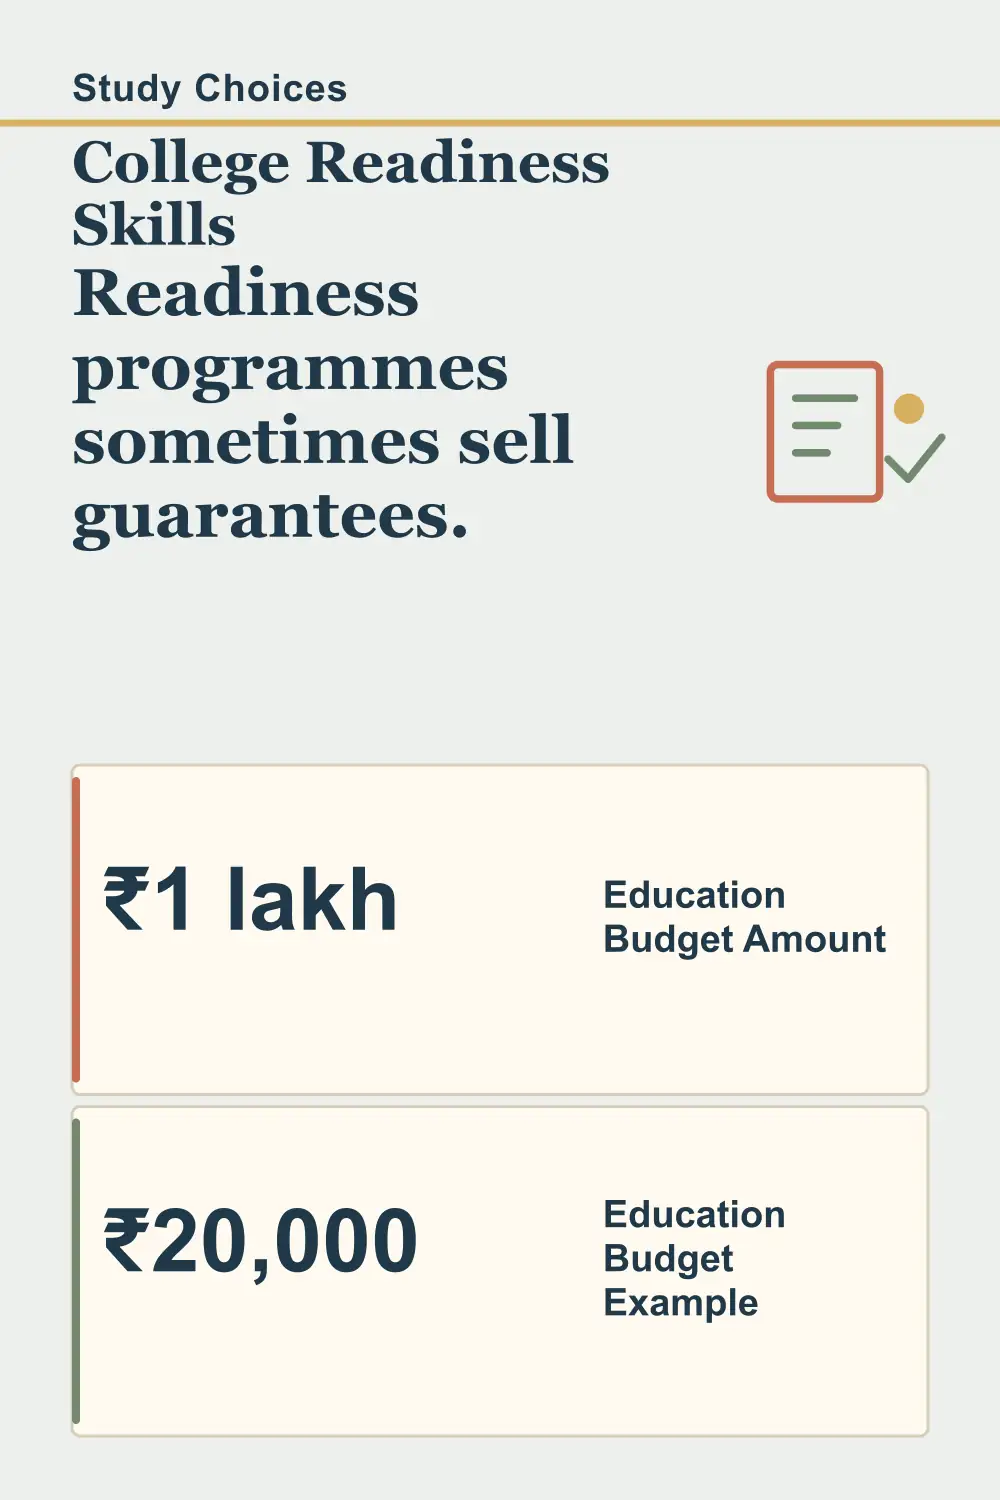 Study Choices
College Readiness
Skills
Readiness
programmes
sometimes sell
guarantees.
₹1 lakh
Education
Budget Amount
₹20,000
Education
Budget
Example